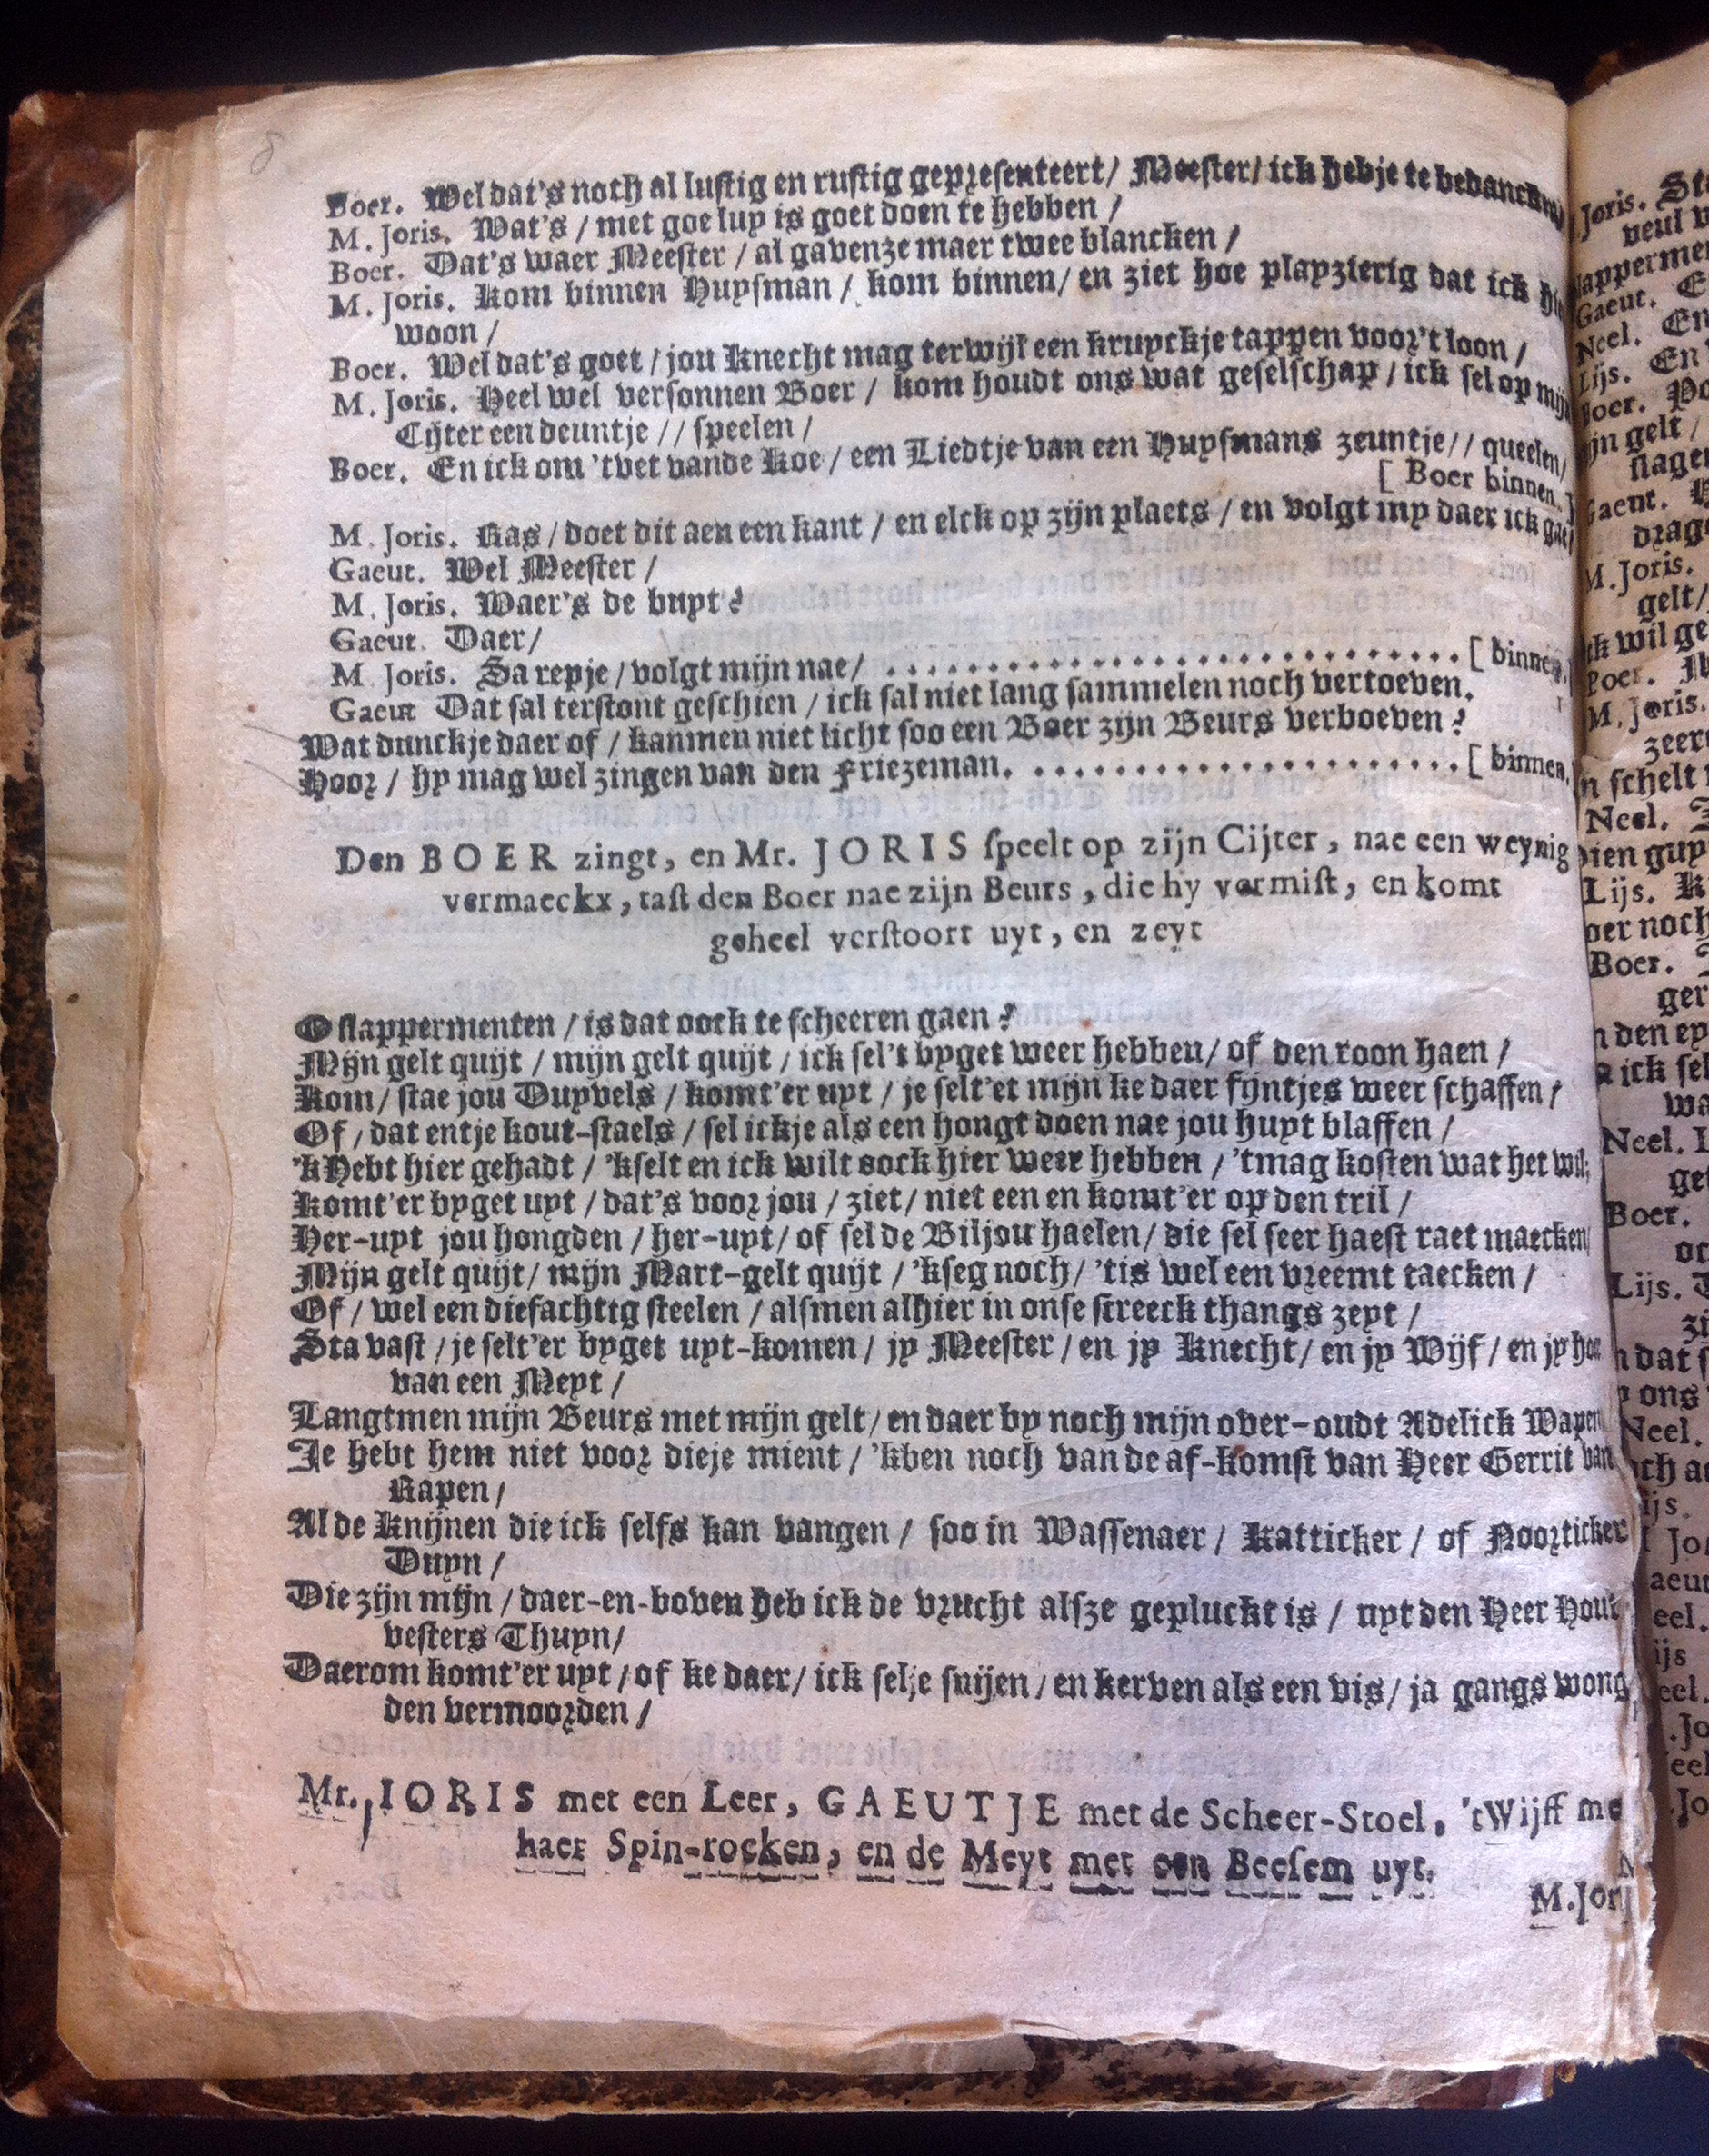 8
Boer. Wel dat's noch al lustig en rustig gepresenteert / Meester / ick heb je te bedancken /
M. Joris. Wat's / met goe luy is goet doen te hebben /
Boer. Dat's waer Meester / al gavenze maer twee blancken /
M. Joris. Kom binnen Huysman / kom binnen / en ziet hoe playzierig dat ick
woon /
Boer. Wel dat's goet / jou Knecht mag terwijl een kruyckje tappen voor't loon /
M. Joris. Heel wel versonnen Boer / kom houdt ons wat geselschap / ick sel op mijn
Cijter een deuntje // speelen /
Boer. En ick om 'tvet vande Koe / een Liedtje van een Huysmans zeuntje // queelen /
[ Boer binnen. ]
M. Joris. Ras / doet dit aen een kant / en elck op zijn plaets / en volgt my daer ick gae /
Gaeut. Wel Meester /
M. Joris. Waer's de buyt ?
Gaeut. Daer /
M Joris. Sa repje / volgt mijn nae / . . . . . . . . . . . . . . . . . . . . . . . . . . . [ binnen.
Gaeut Dat sal terstont geschien / ick sal niet lang sammelen noch vertoeven.
Wat dunckje daer of / kanmen niet licht soo een Boer zijn Beurs verboeven ?
Hoor / hy mag wel zingen van den Friezeman. . . . . . . . . . . . . . . . . . . . . . [ binnen.
Den BOER zingt, en Mr. JORIS speelt op zijn Cijter, nae een weynig
vermaeckx, tast den Boer nae zijn Beurs, die hy vermist, en komt
geheel verstoort uyt, en zeyt
O slappermenten / is dat oock te scheeren gaen ?
Mijn gelt quijt / mijn gelt quijt / ick sel't byget weer hebben / of den roon haen /
Kom / stae jou Duyvels / komt'er uyt / je selt'et mijn ke daer fijntjes weer schaffen /
Of / dat entje kout-staels / sel ickje als een hongt doen nae jou huyt blaffen /
'k Hebt hier gehadt / 'kselt en ick wilt oock hier weer hebben / 'tmag kosten wat het wil;
Komt'er byget uyt / dat's voor jou / ziet / niet een en komt'er op den tril /
Her-uyt jou hongden / her-uyt / of sel de Biljou haelen / die sel seer haest raet maecken /
Mijn gelt quijt / mijn Mart-gelt quijt / 'kseg noch / 'tis wel een vreemt taecken /
Of / wel een diefachtig steelen / alsmen alhier in onse streeck thangs zeyt /
Sta vast / je selt'er byget uyt-komen / jy Meester / en jy Knecht / en jy Wijf / en jy hoer
van een Meyt /
Langtmen mijn Beurs met mijn gelt / en daer by noch mijn over-oudt Adelick Wapen
Je hebt hem niet voor dieje mient / 'kben noch van de af-komst van Heer Gerrit van
Rapen /
Al de Knijnen die ick selfs kan vangen / soo in Wassenaer / Katticker / of Noorticker
Duyn /
Die zijn mijn / daer-en-boven heb ick de vrucht alsze gepluckt is / uyt den Heer Hout
vesters Thuyn /
Daerom komt'er uyt / of ke daer / ick sel je snijen / en kerven als een vis / ja gangs wong
den vermoorden /
Mr. IORIS met een Leer, GAEUTJE met de Scheer-Stoel, 'tWijff me
haer Spin-rocken, en de Meyt met een Beesem uyt.
M.Jori